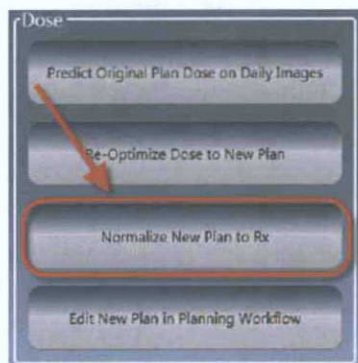 Dose
Predict Original Plan Dose on Daily Images
Re-Optimize Dose to New Plan
Normalize New Plan to Rx
Edit New Plan in Planning Workflow